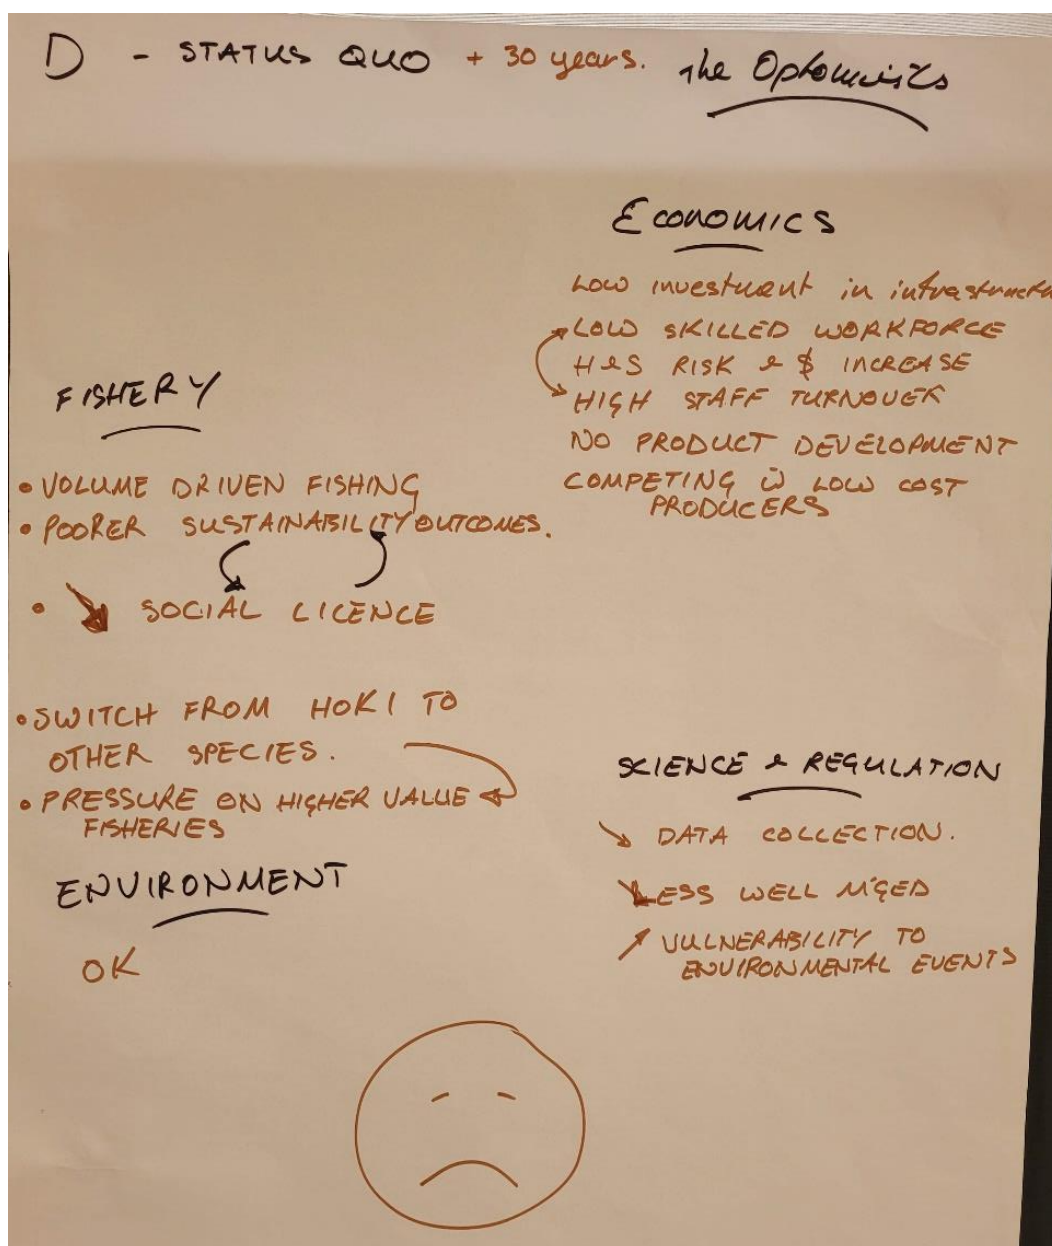 D - STATUS QUO + 30 years. The Optomists
ECONOMICS
Low investment in infrastructu
LOW SKILLED WORKFORCE
H&S RISK & $ INCREASE
HIGH STAFF TURNOVER
NO PRODUCT DEVELOPMENT
COMPETING W LOW COST
PRODUCERS
FISHERY
• VOLUME DRIVEN FISHING
• POORER SUSTAINABILITY OUTCOMES.
• ↘ SOCIAL LICENCE
• SWITCH FROM HOKI TO
OTHER SPECIES.
• PRESSURE ON HIGHER VALUE
FISHERIES
ENVIRONMENT
OK
SCIENCE & REGULATION
↘ DATA COLLECTION.
↘ LESS WELL M'GED
↗ VULNERABILITY TO
ENVIRONMENTAL EVENTS